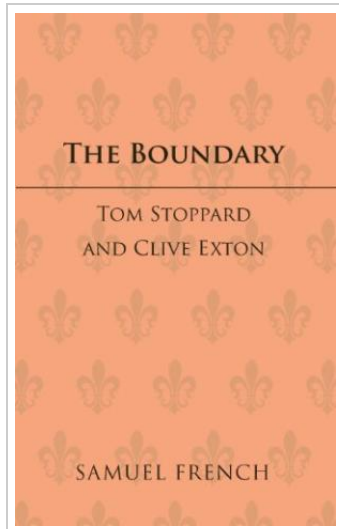 THE BOUNDARY
TOM STOPPARD
AND CLIVE EXTON
SAMUEL FRENCH